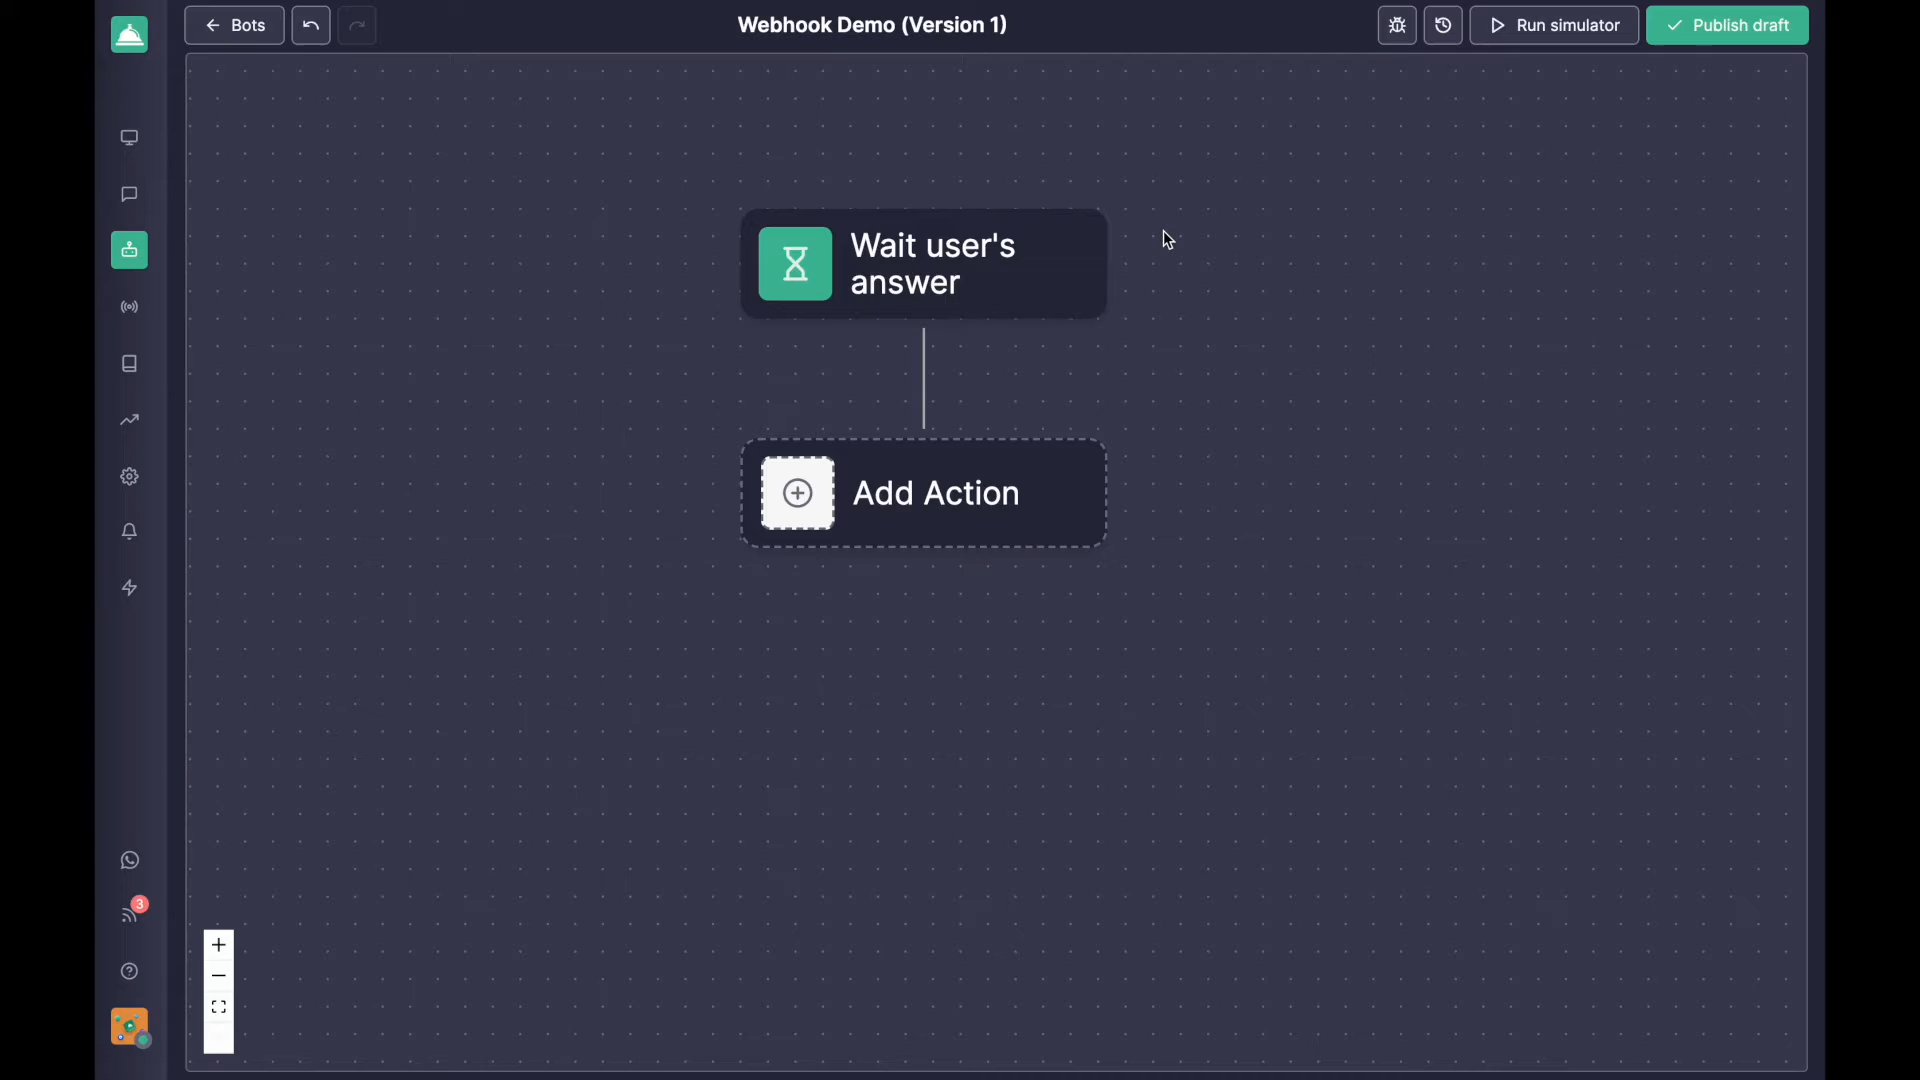 Bots
Webhook Demo (Version 1)
Run simulator
Publish draft
Wait user's
answer
Add Action
3